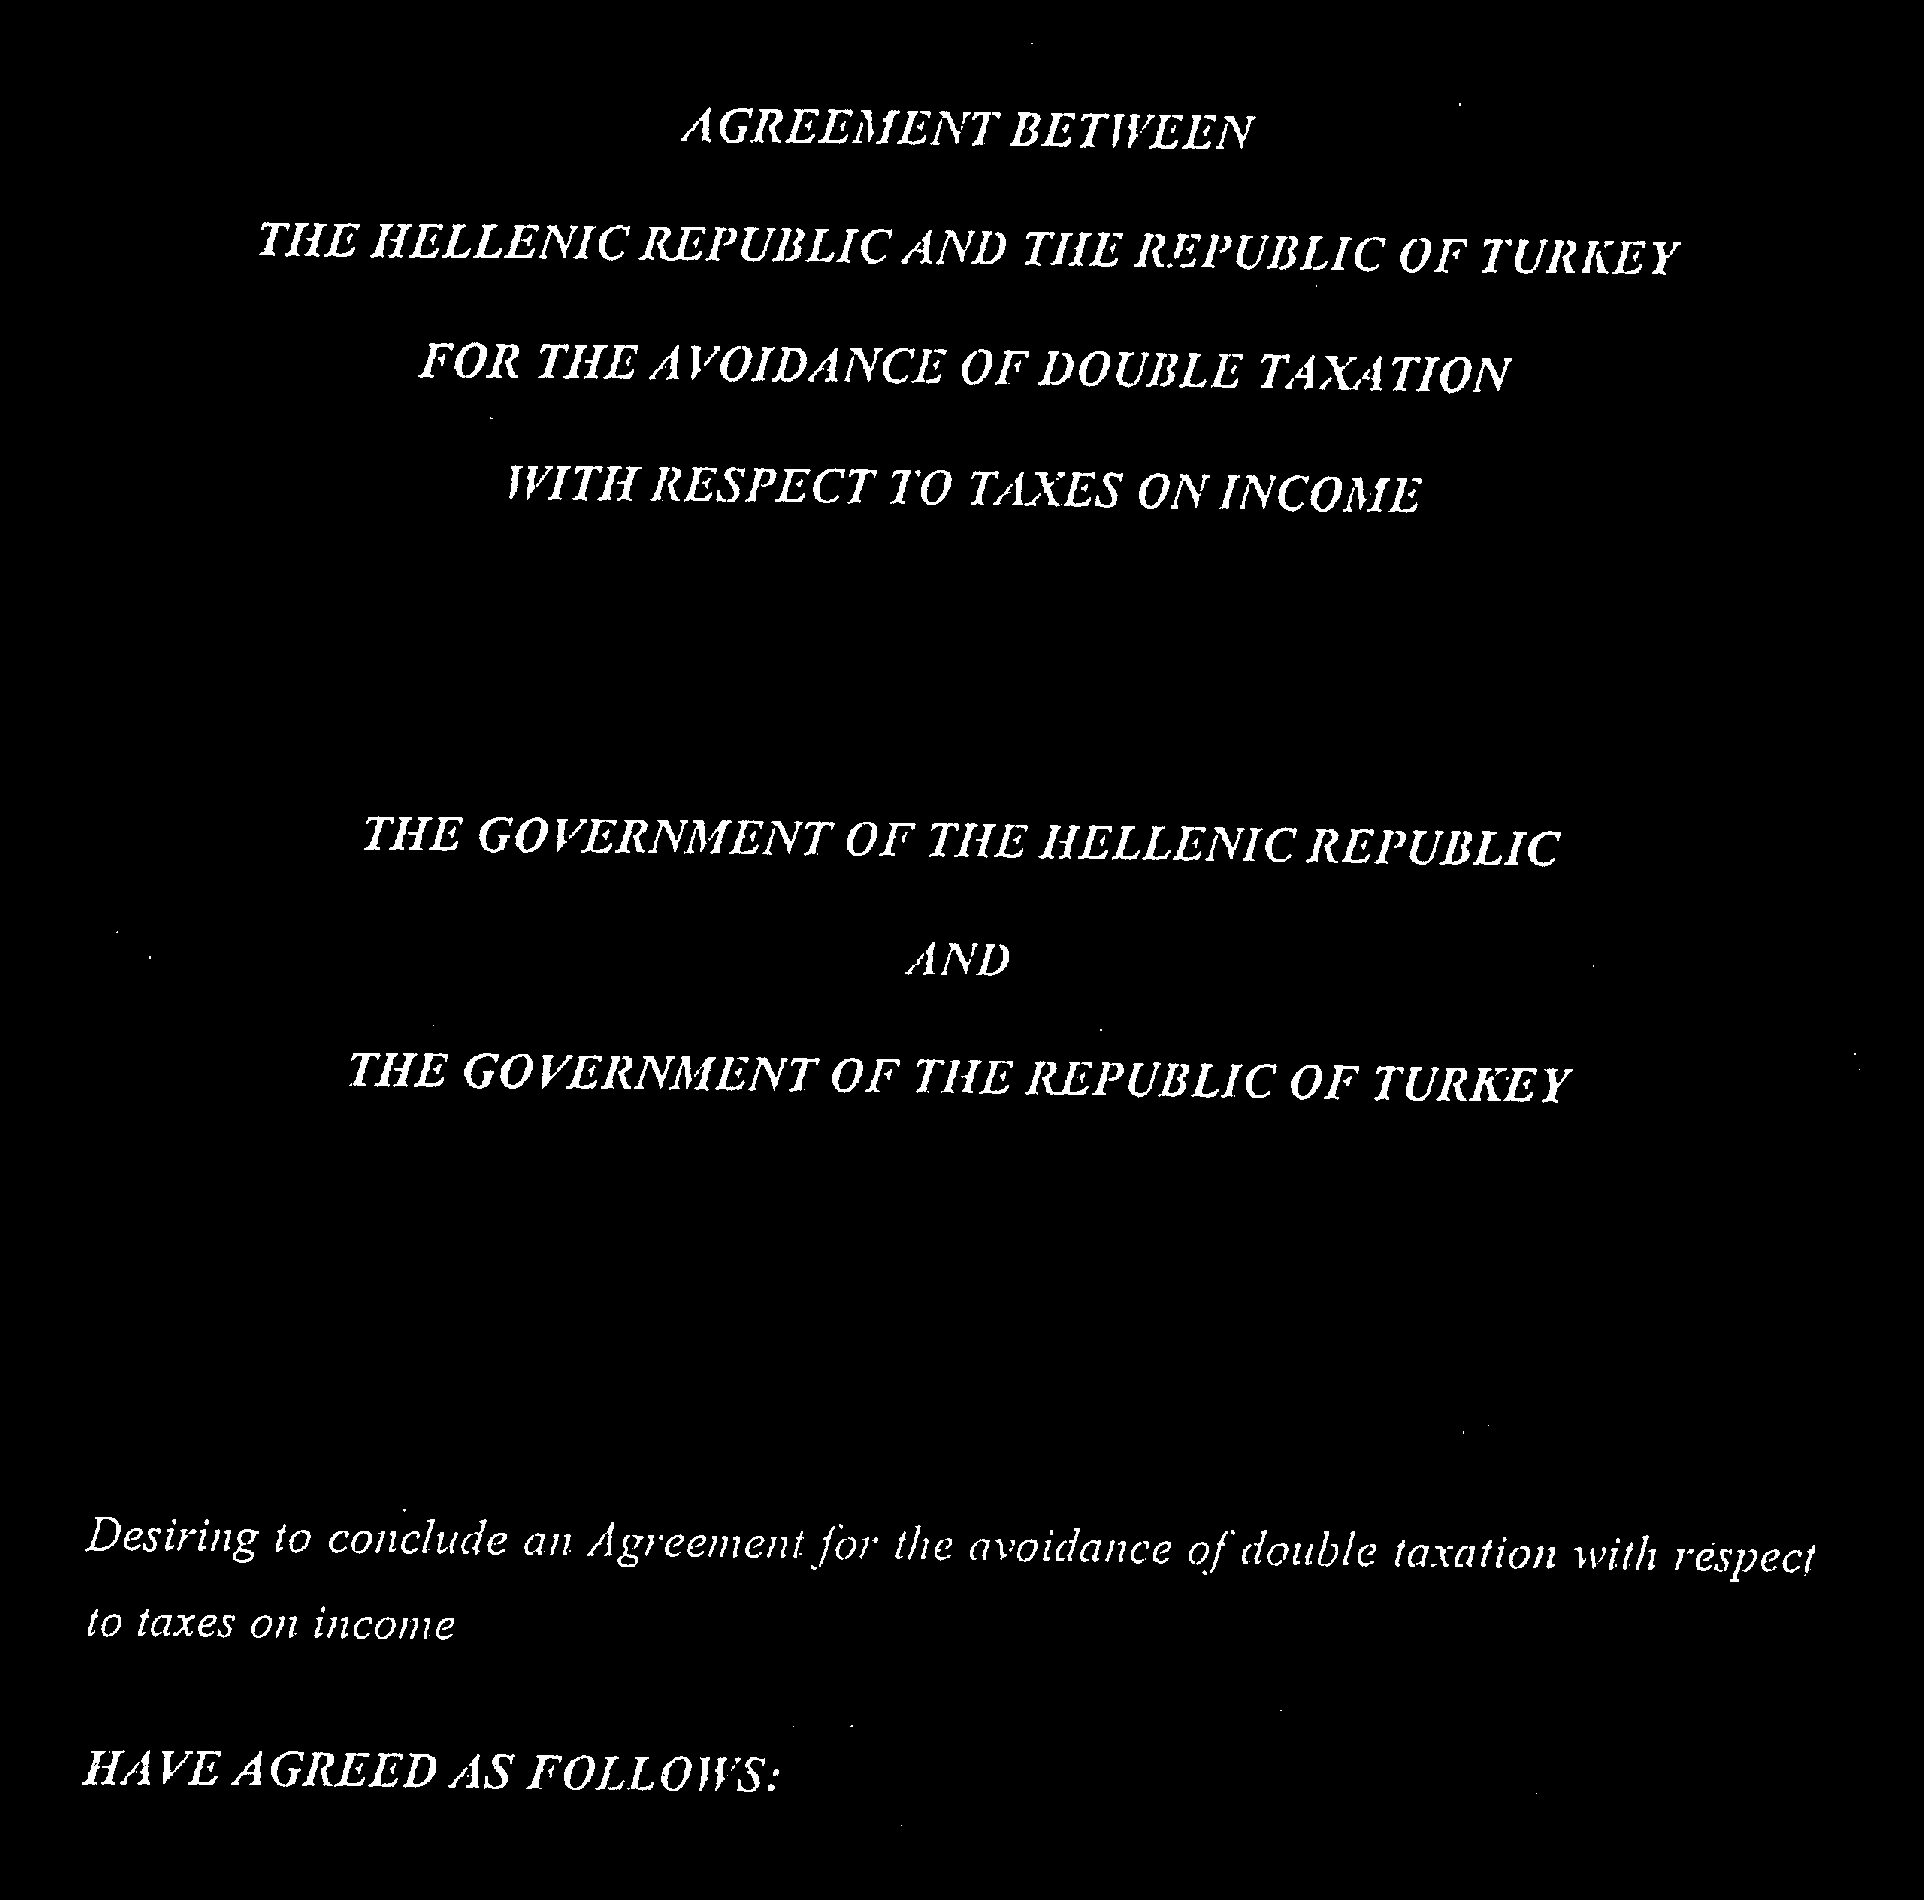 AGREEMENT BETWEEN
THE HELLENIC REPUBLIC AND THE REPUBLIC OF TURKEY
FOR THE AVOIDANCE OF DOUBLE TAXATION
WITH RESPECT TO TAXES ON INCOME
THE GOVERNMENT OF THE HELLENIC REPUBLIC
AND
THE GOVERNMENT OF THE REPUBLIC OF TURKEY
Desiring to conclude an Agreement for the avoidance of double taxation with respect
to taxes on income
HAVE AGREED AS FOLLOWS: